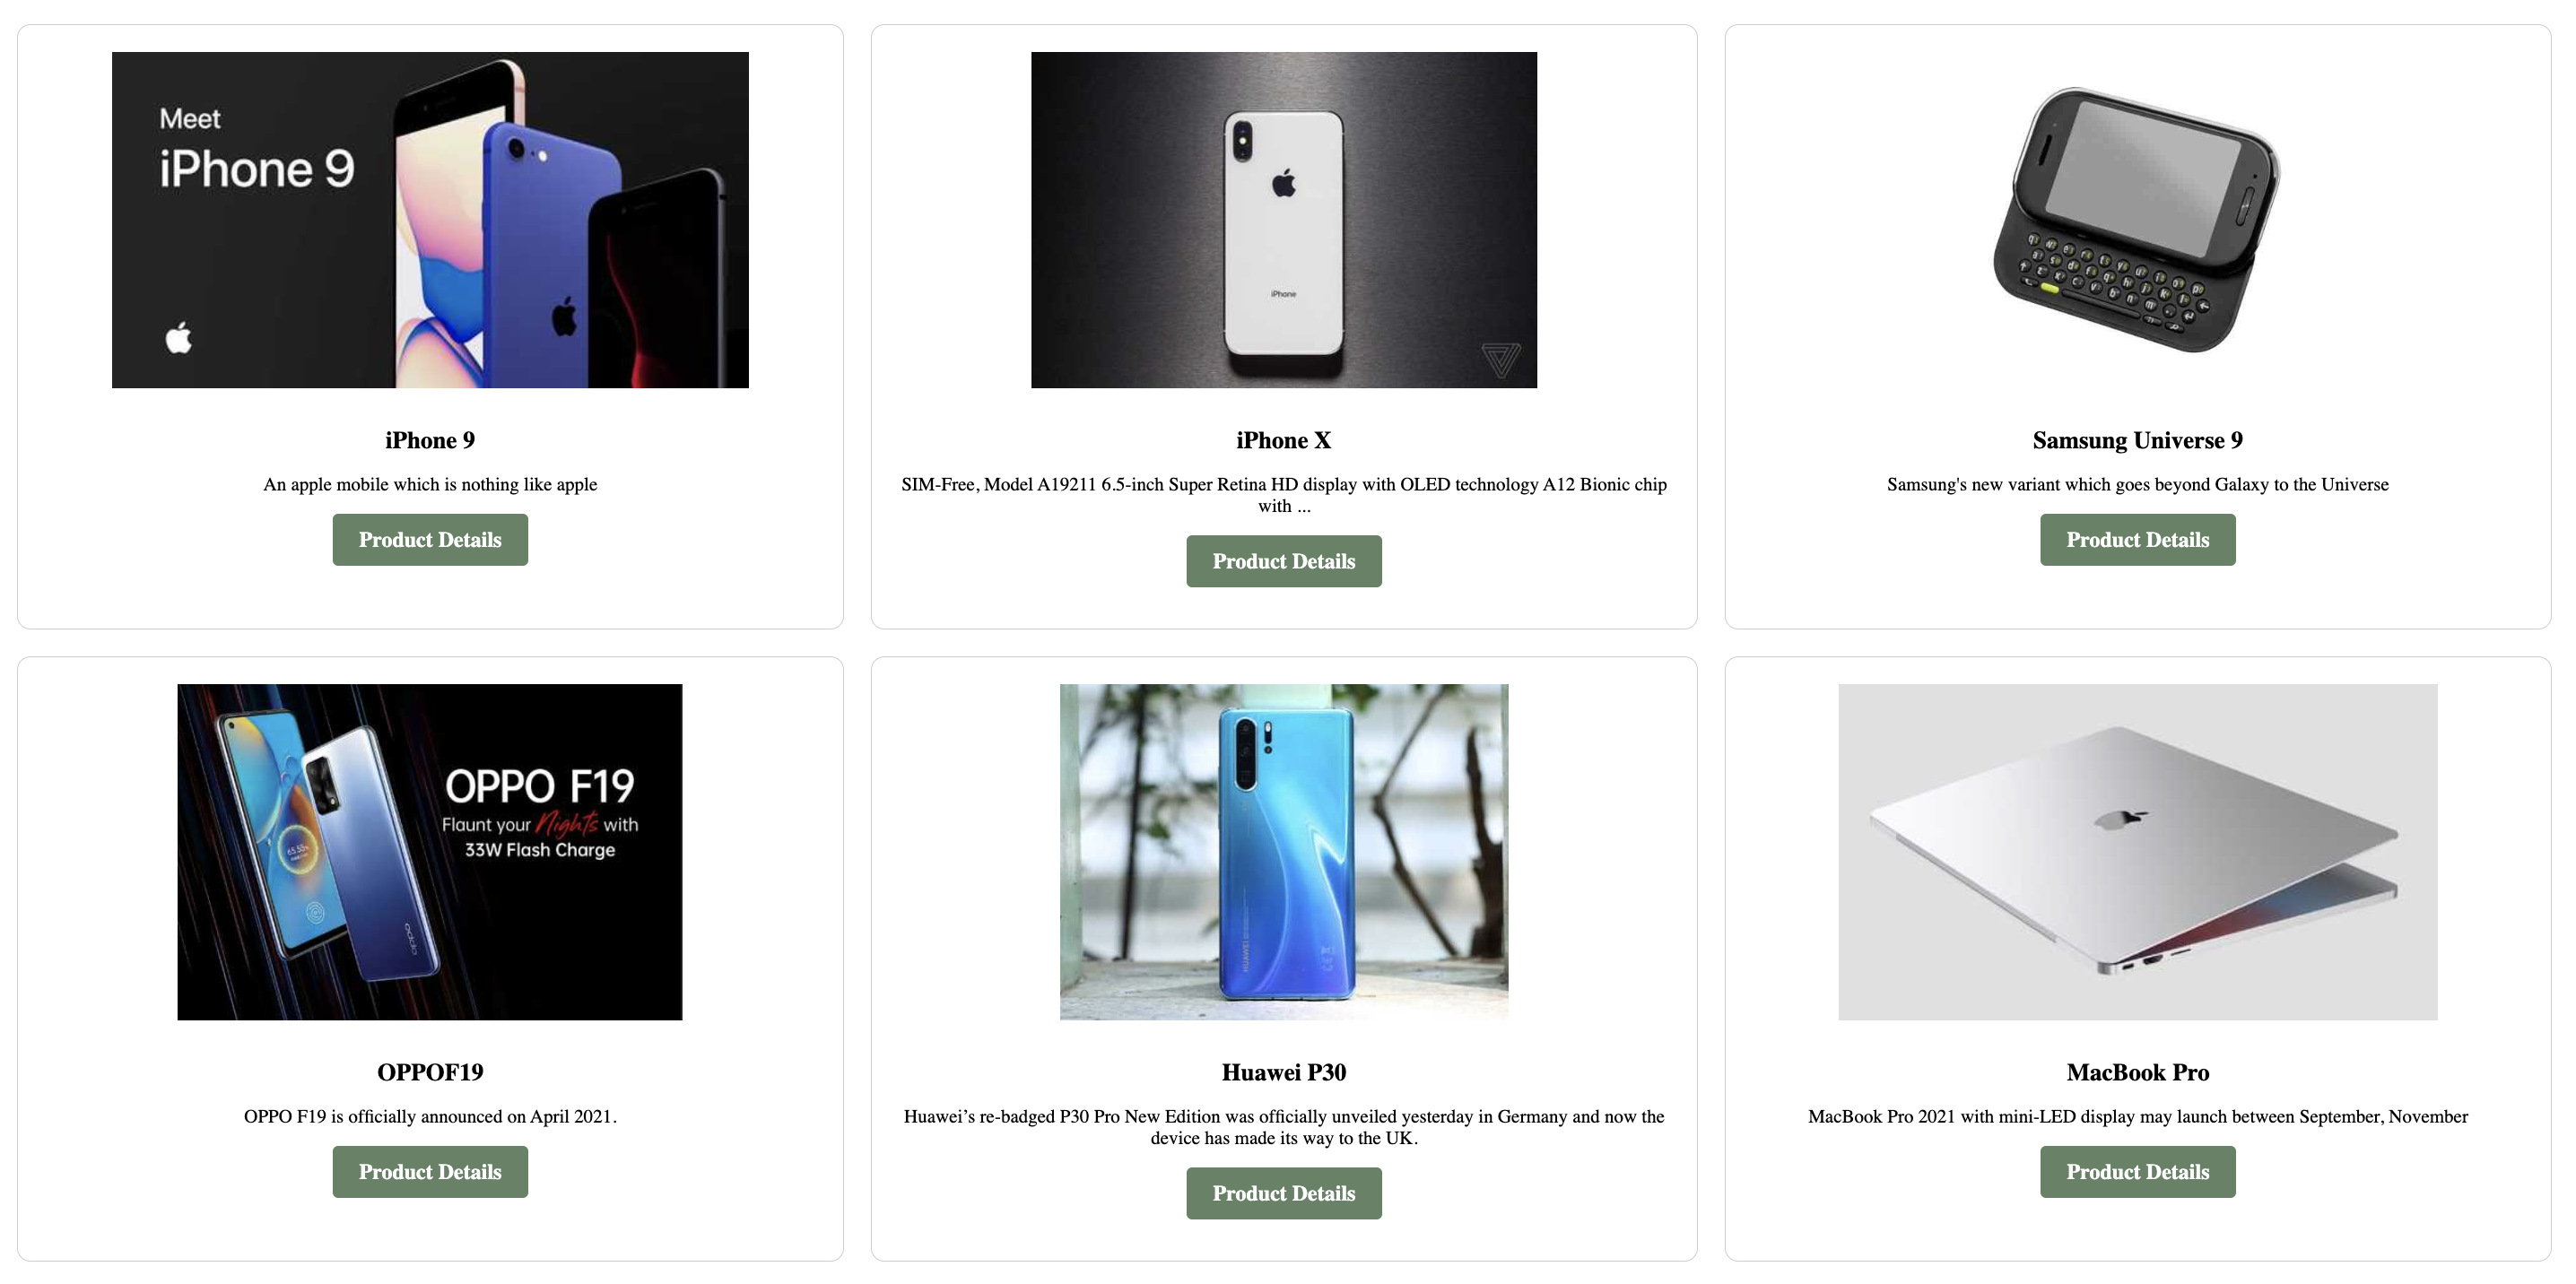 Meet
iPhone 9
iPhone
iPhone 9
An apple mobile which is nothing like apple
Product Details
iPhone X
SIM-Free, Model A19211 6.5-inch Super Retina HD display with OLED technology A12 Bionic chip
with ...
Product Details
Samsung Universe 9
Samsung's new variant which goes beyond Galaxy to the Universe
Product Details
OPPO F19
Flaunt your Nights with
33W Flash Charge
oppo
HUAWEI
OPPOF19
OPPO F19 is officially announced on April 2021.
Product Details
Huawei P30
Huawei’s re-badged P30 Pro New Edition was officially unveiled yesterday in Germany and now the
device has made its way to the UK.
Product Details
MacBook Pro
MacBook Pro 2021 with mini-LED display may launch between September, November
Product Details